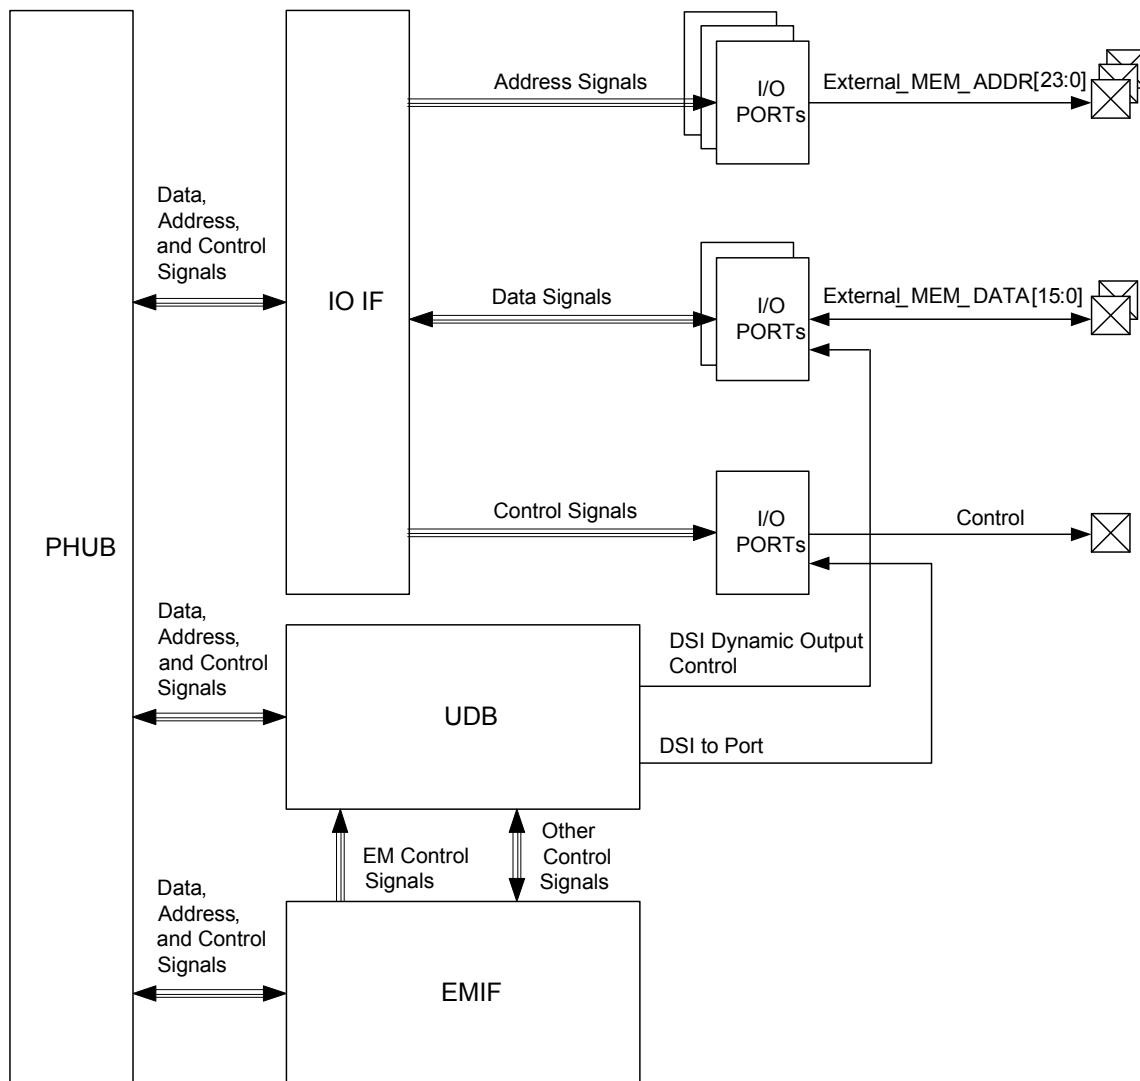 Address Signals
I/O
PORTs
External_MEM_ADDR[23:0]
Data,
Address,
and Control
Signals
IO IF
Data Signals
I/O
PORTs
External_MEM_DATA[15:0]
Control Signals
I/O
PORTs
Control
PHUB
Data,
Address,
and Control
Signals
UDB
DSI Dynamic Output
Control
DSI to Port
EM Control
Signals
Other
Control
Signals
Data,
Address,
and Control
Signals
EMIF